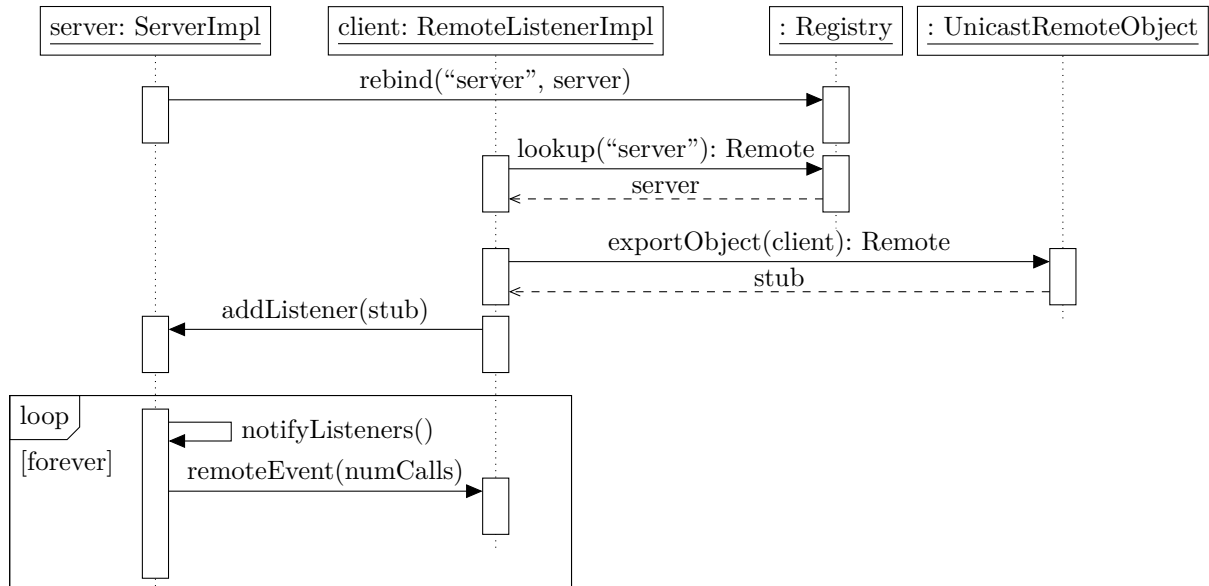 server: ServerImpl
client: RemoteListenerImpl
: Registry
: UnicastRemoteObject
rebind(“server”, server)
lookup(“server”): Remote
server
exportObject(client): Remote
stub
addListener(stub)
loop
notifyListeners()
[forever]
remoteEvent(numCalls)